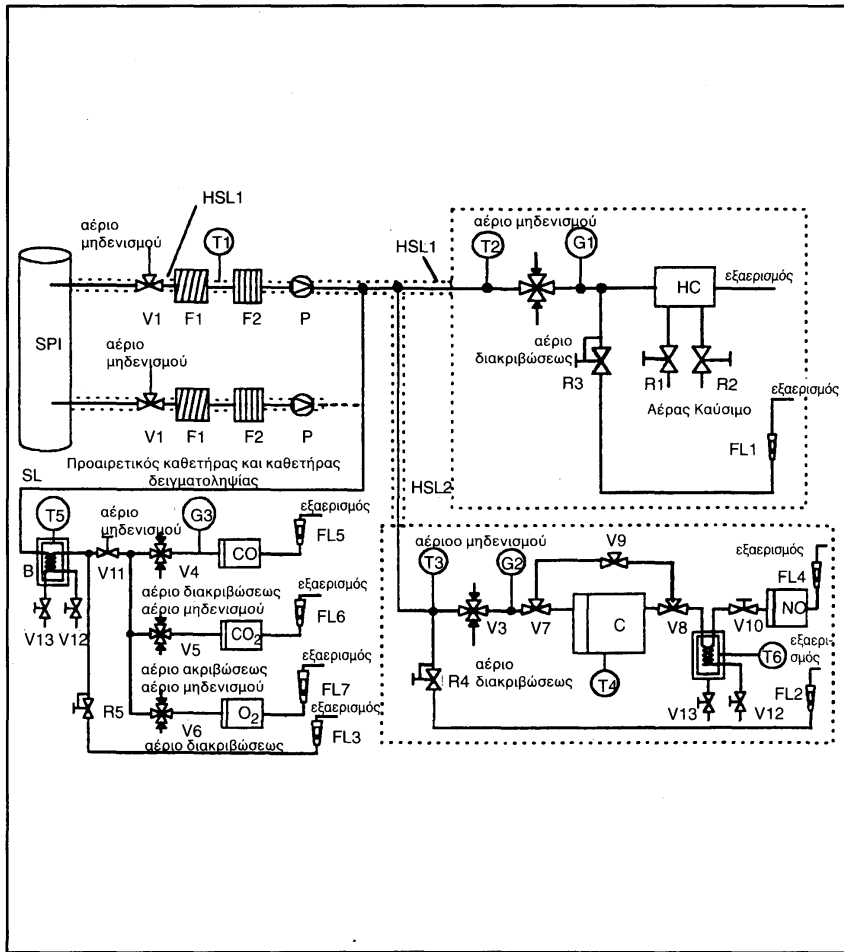 HSL1
αέριο
μηδενισμού
T1
V1
F1
F2
P
SPI
αέριο
μηδενισμού
V1
F1
F2
P
Προαιρετικός καθετήρας και καθετήρας
δειγματοληψίας
SL
HSL1
HSL2
αέριο μηδενισμού
T2
G1
HC
εξαερισμός
αέριο
διακριβώσεως
R3
R1
R2
Αέρας Καύσιμο
εξαερισμός
FL1
T5
B
V13
V12
αέριο
μηδενισμού
V11
G3
V4
CO
εξαερισμός
FL5
αέριο διακριβώσεως
αέριο μηδενισμού
V5
CO2
εξαερισμός
FL6
αέριο ακριβώσεως
αέριο μηδενισμού
V6
O2
εξαερισμός
FL7
R5
αέριο διακριβώσεως
εξαερισμός
FL3
αέριοο μηδενισμού
T3
G2
V3
V7
V9
C
T4
V8
V10
NO
εξαερισμός
FL4
R4
αέριο
διακριβώσεως
T6
V13
V12
εξαερι-
σμός
FL2